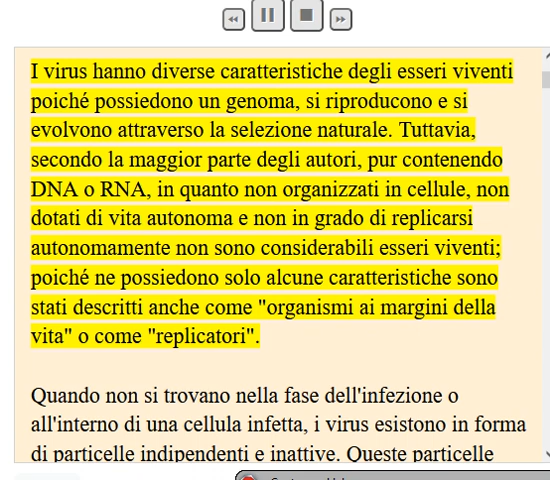 I virus hanno diverse caratteristiche degli esseri viventi
poiché possiedono un genoma, si riproducono e si
evolvono attraverso la selezione naturale. Tuttavia,
secondo la maggior parte degli autori, pur contenendo
DNA o RNA, in quanto non organizzati in cellule, non
dotati di vita autonoma e non in grado di replicarsi
autonomamente non sono considerabili esseri viventi;
poiché ne possiedono solo alcune caratteristiche sono
stati descritti anche come "organismi ai margini della
vita" o come "replicatori".
Quando non si trovano nella fase dell'infezione o
all'interno di una cellula infetta, i virus esistono in forma
di particelle indipendenti e inattive. Queste particelle